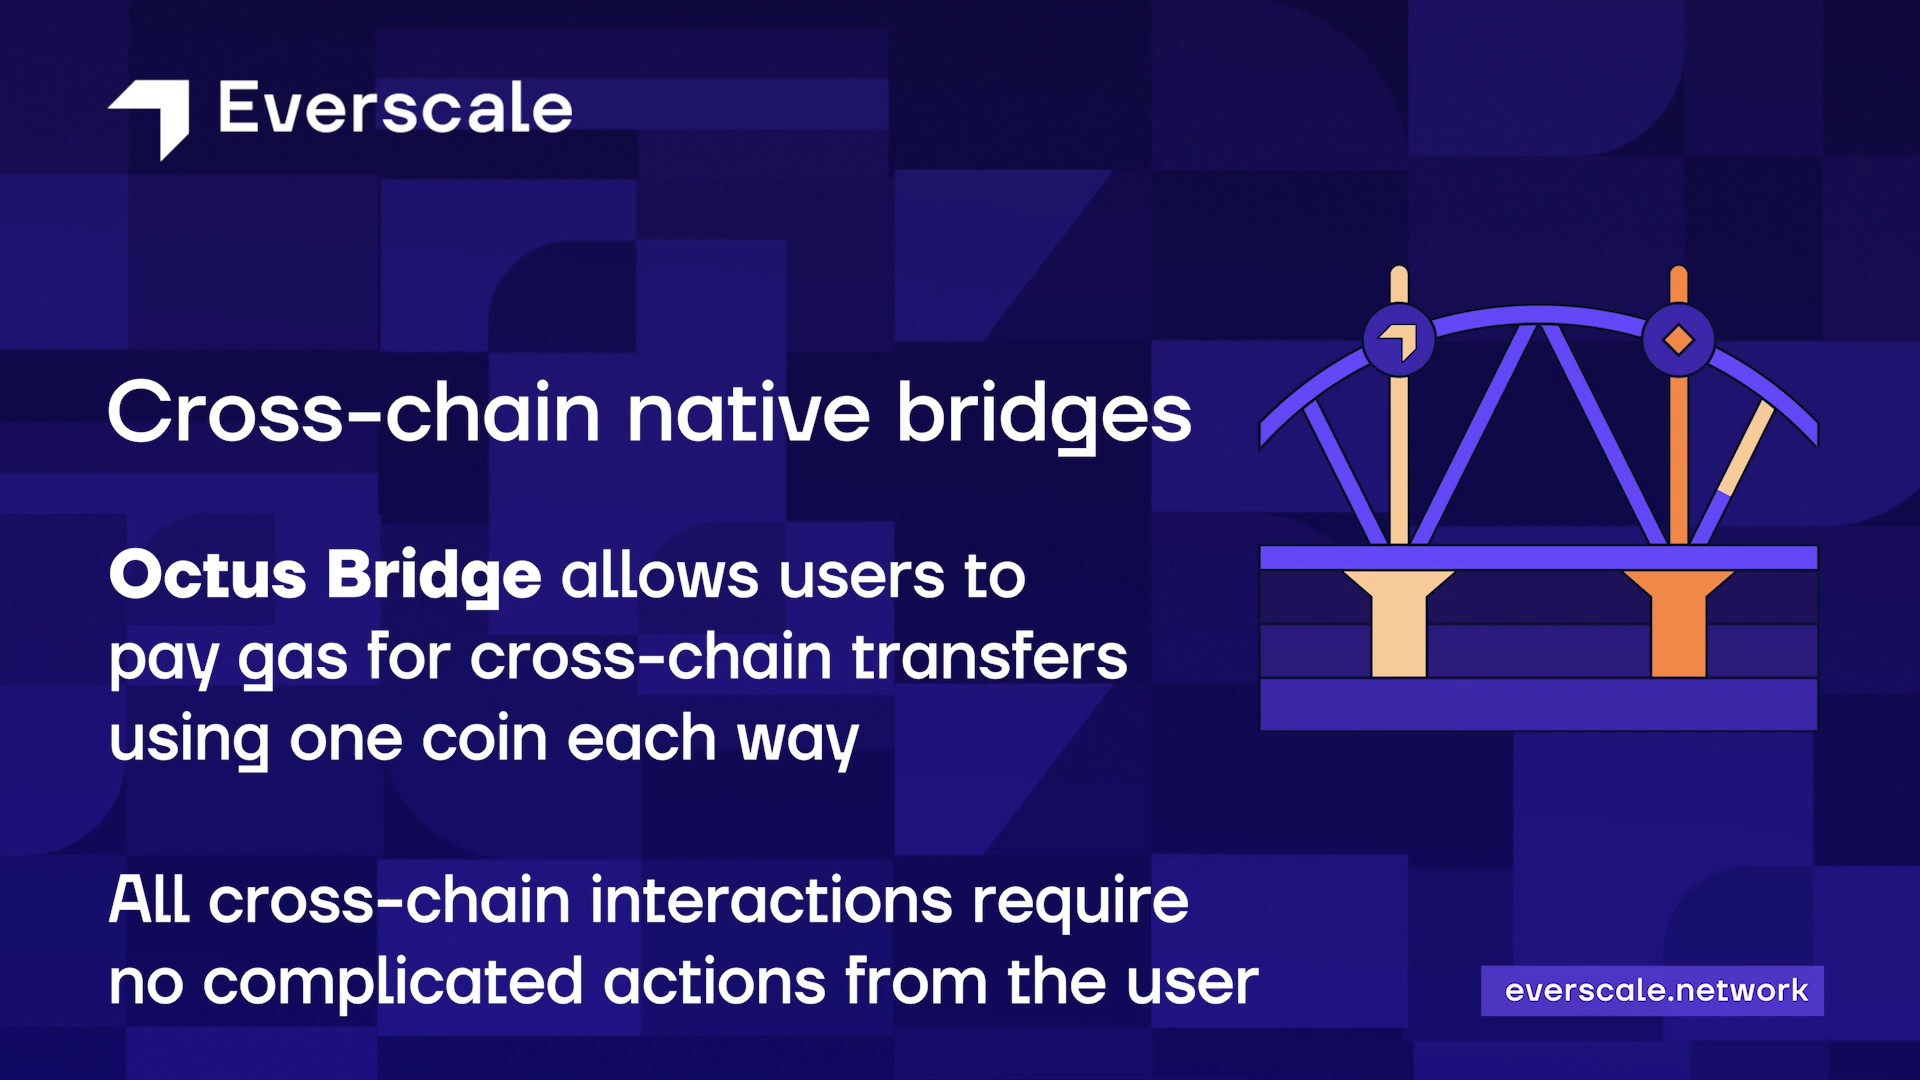 Everscale
Cross-chain native bridges
Octus Bridge allows users to
pay gas for cross-chain transfers
using one coin each way
All cross-chain interactions require
no complicated actions from the user
everscale.network